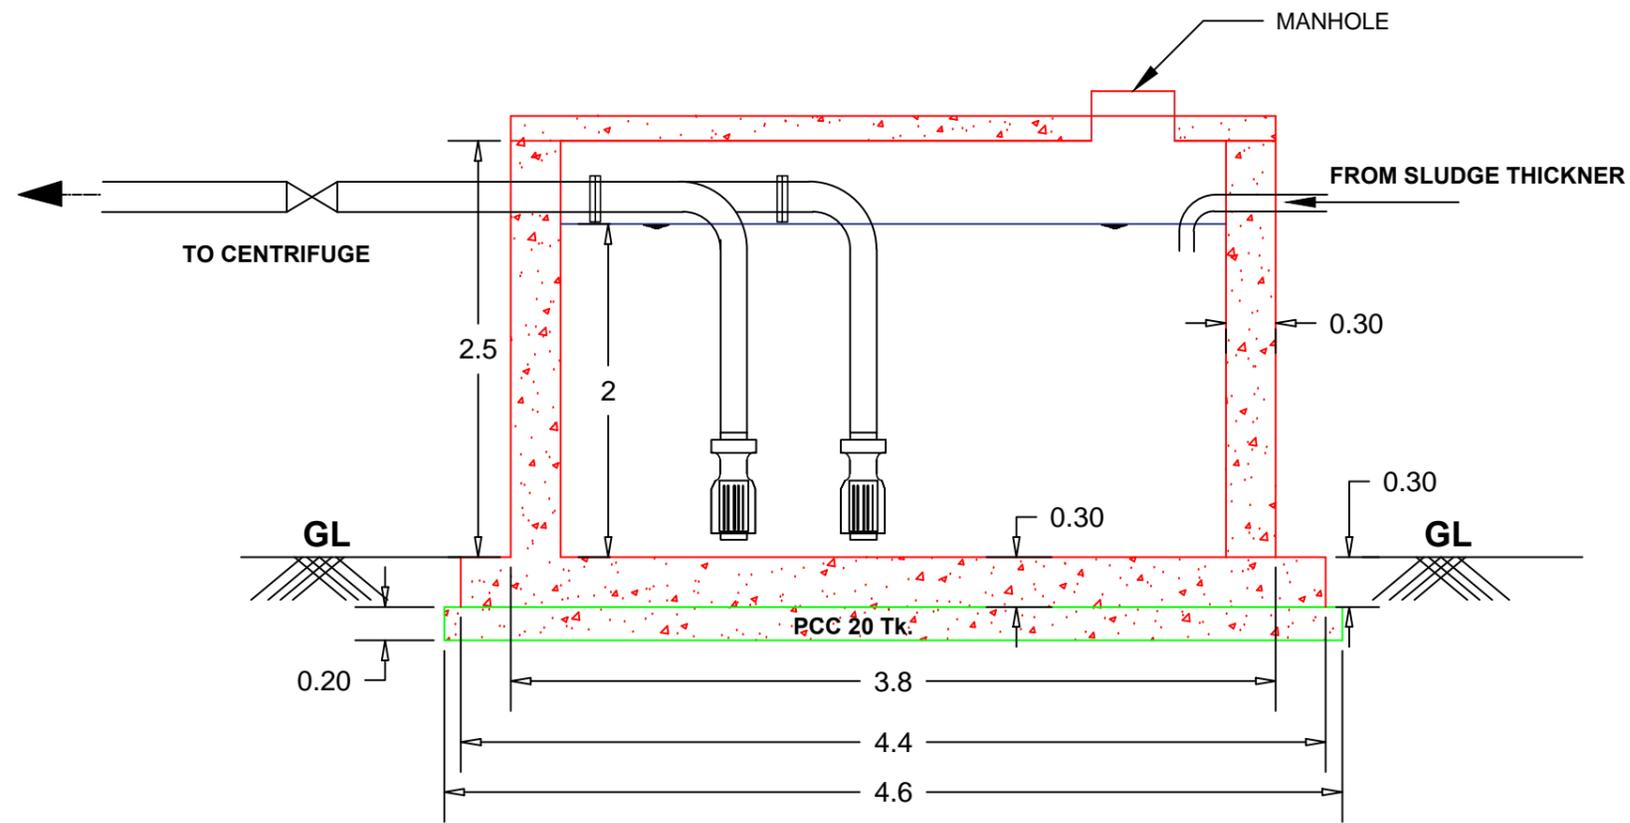 MANHOLE
FROM SLUDGE THICKNER
TO CENTRIFUGE
0.30
2.5
2
0.30
0.30
GL
GL
PCC 20 Tk.
0.20
3.8
4.4
4.6